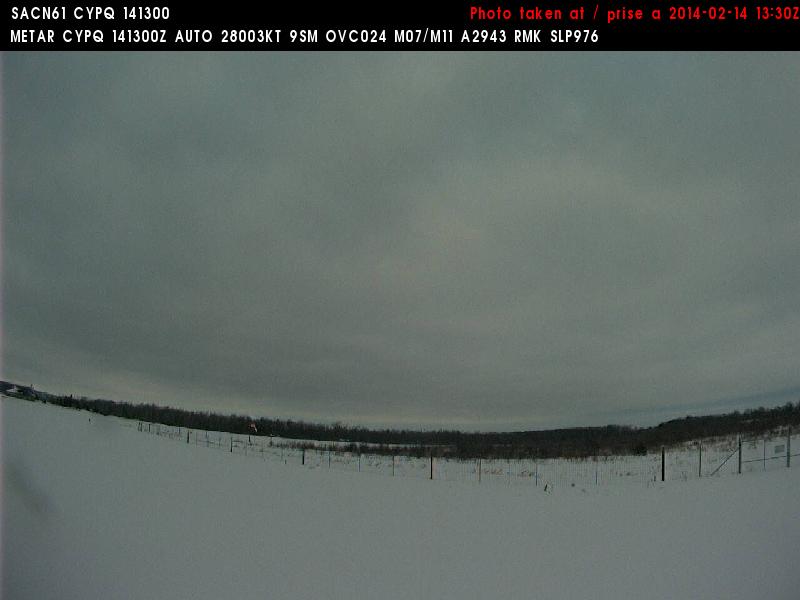 SACN61 CYPQ 141300 Photo taken at / prise a 2014-02-14 13:30Z
METAR CYPQ 141300Z AUTO 28003KT 9SM OVC024 M07/M11 A2943 RMK SLP976